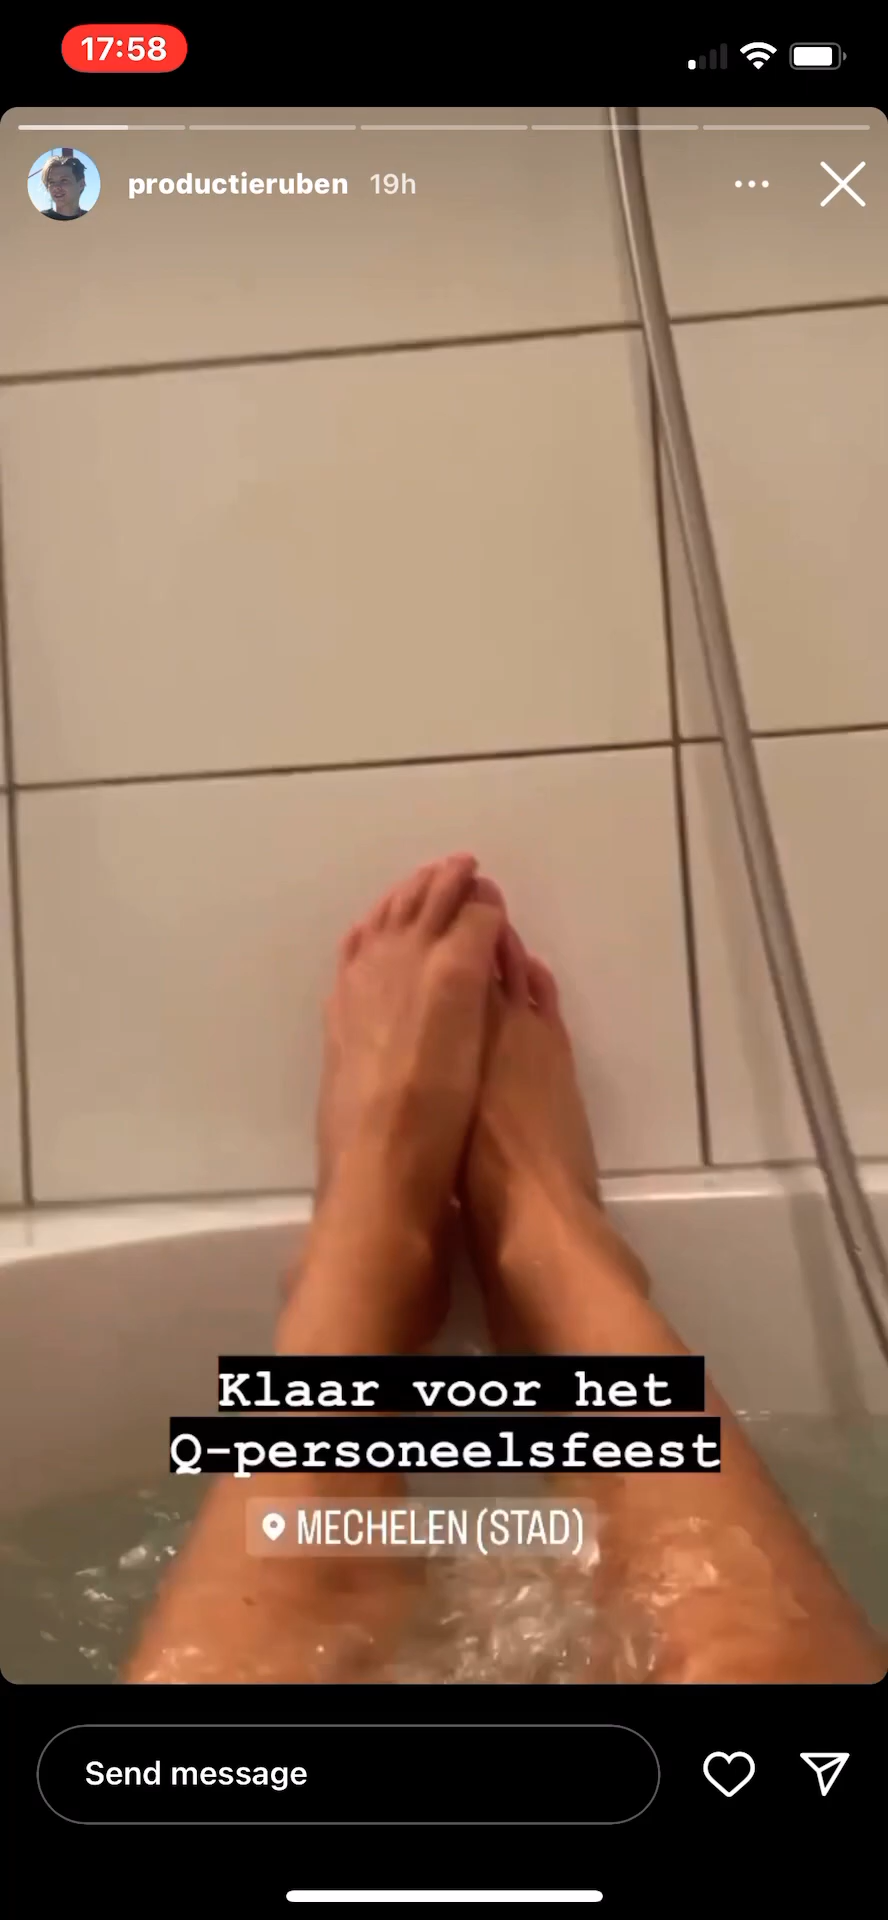 17:58
productieruben 19h
Klaar voor het
Q-personeelsfeest
MECHELEN (STAD)
Send message